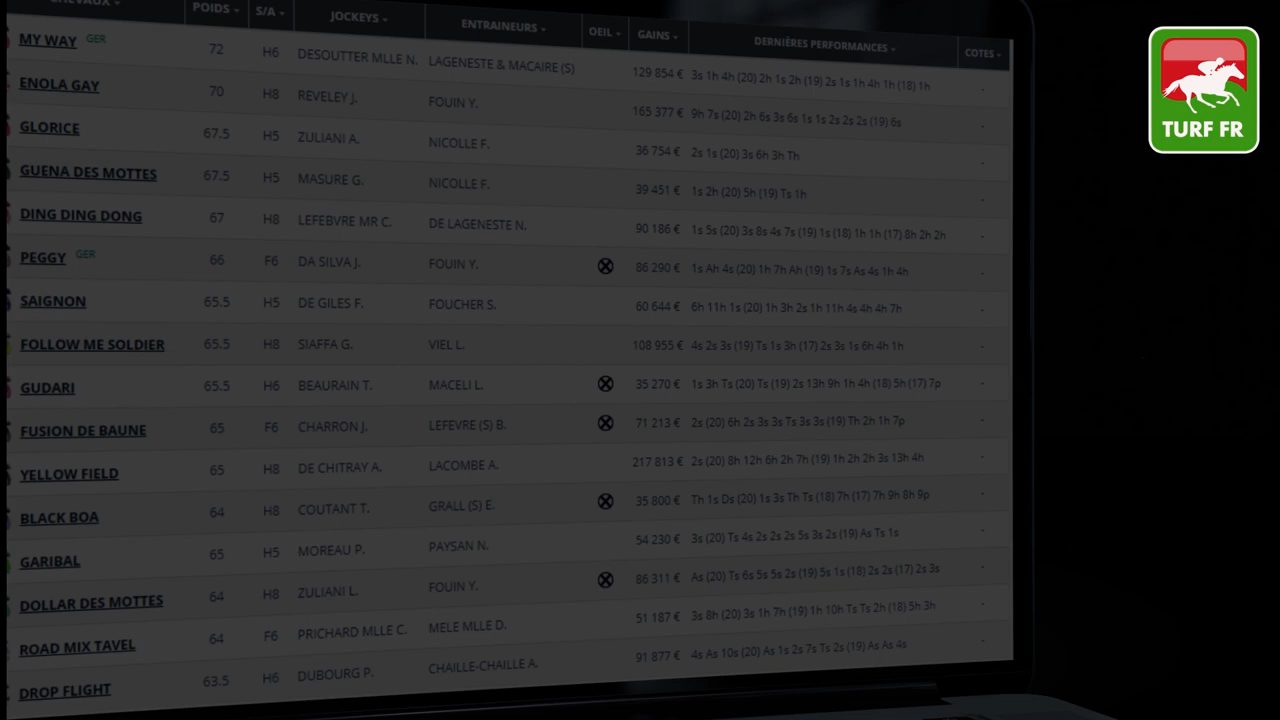 CHEVAUX POIDS S/A JOCKEYS ENTRAINEURS OEIL GAINS DERNIÈRES PERFORMANCES COTES
MY WAY GER 72 H6 DESOUTTER MLLE N. LAGENESTE & MACAIRE (S) 129 854 € 3s 1h 4h (20) 2h 1s 2h (19) 2s 1s 1h 4h 1h (18) 1h -
ENOLA GAY 70 H8 REVELEY J. FOUIN Y. 165 377 € 9h 7s (20) 2h 6s 3s 6s 1s 1s 2s 2s 2s (19) 6s -
GLORICE 67.5 H5 ZULIANI A. NICOLLE F. 36 754 € 2s 1s (20) 3s 6h 3h Th -
GUENA DES MOTTES 67.5 H5 MASURE G. NICOLLE F. 39 451 € 1s 2h (20) 5h (19) Ts 1h -
DING DING DONG 67 H8 LEFEBVRE MR C. DE LAGENESTE N. 90 186 € 1s 5s (20) 3s 8s 4s 7s (19) 1s (18) 1h 1h (17) 8h 2h 2h -
PEGGY GER 66 F6 DA SILVA J. FOUIN Y. 86 290 € 1s Ah 4s (20) 1h 7h Ah (19) 1s 7s As 4s 1h 4h -
SAIGNON 65.5 H5 DE GILES F. FOUCHER S. 60 644 € 6h 11h 1s (20) 1h 3h 2s 1h 11h 4s 4h 4h 7h -
FOLLOW ME SOLDIER 65.5 H8 SIAFFA G. VIEL L. 108 955 € 4s 2s 3s (19) Ts 1s 3h (17) 2s 3s 1s 6h 4h 1h -
GUDARI 65.5 H6 BEAURAIN T. MACELI L. 35 270 € 1s 3h Ts (20) Ts (19) 2s 13h 9h 1h 4h (18) 5h (17) 7p -
FUSION DE BAUNE 65 F6 CHARRON J. LEFEVRE (S) B. 71 213 € 2s (20) 6h 2s 3s 3s Ts 3s 3s (19) Th 2h 1h 7p -
YELLOW FIELD 65 H8 DE CHITRAY A. LACOMBE A. 217 813 € 2s (20) 8h 12h 6h 2h 7h (19) 1h 2h 2h 3s 13h 4h -
BLACK BOA 64 H8 COUTANT T. GRALL (S) E. 35 800 € Th 1s Ds (20) 1s 3s Th Ts (18) 7h (17) 7h 9h 8h 9p -
GARIBAL 65 H5 MOREAU P. PAYSAN N. 54 230 € 3s (20) Ts 4s 2s 2s 2s 5s 3s 2s (19) As Ts 1s -
DOLLAR DES MOTTES 64 H8 ZULIANI L. FOUIN Y. 86 311 € As (20) Ts 6s 5s 5s 2s (19) 5s 1s (18) 2s 2s (17) 2s 3s -
ROAD MIX TAVEL 64 F6 PRICHARD MLLE C. MELE MLLE D. 51 187 € 3s 8h (20) 3s 1h 7h (19) 1h 10h Ts Ts 2h (18) 5h 3h -
DROP FLIGHT 63.5 H6 DUBOURG P. CHAILLE-CHAILLE A. 91 877 € 4s As 10s (20) As 1s 2s 7s Ts 2s (19) As As 4s -
TURF FR